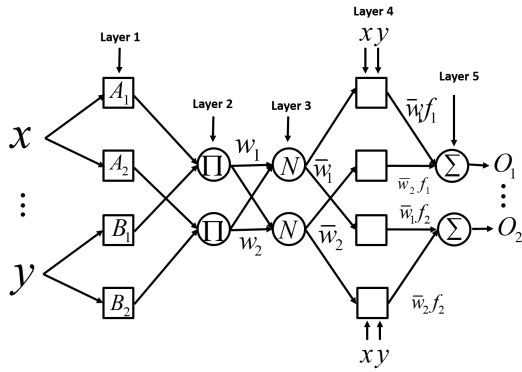 Layer 1
Layer 2
Layer 3
Layer 4
Layer 5
x y
x
⋮
y
A₁
A₂
B₁
B₂
∏
∏
w₁
w₂
N
N
w̅₁
w̅₂
w̅₁f₁
w̅₂f₁
w̅₁f₂
w̅₂f₂
∑
∑
O₁
⋮
O₂
x y